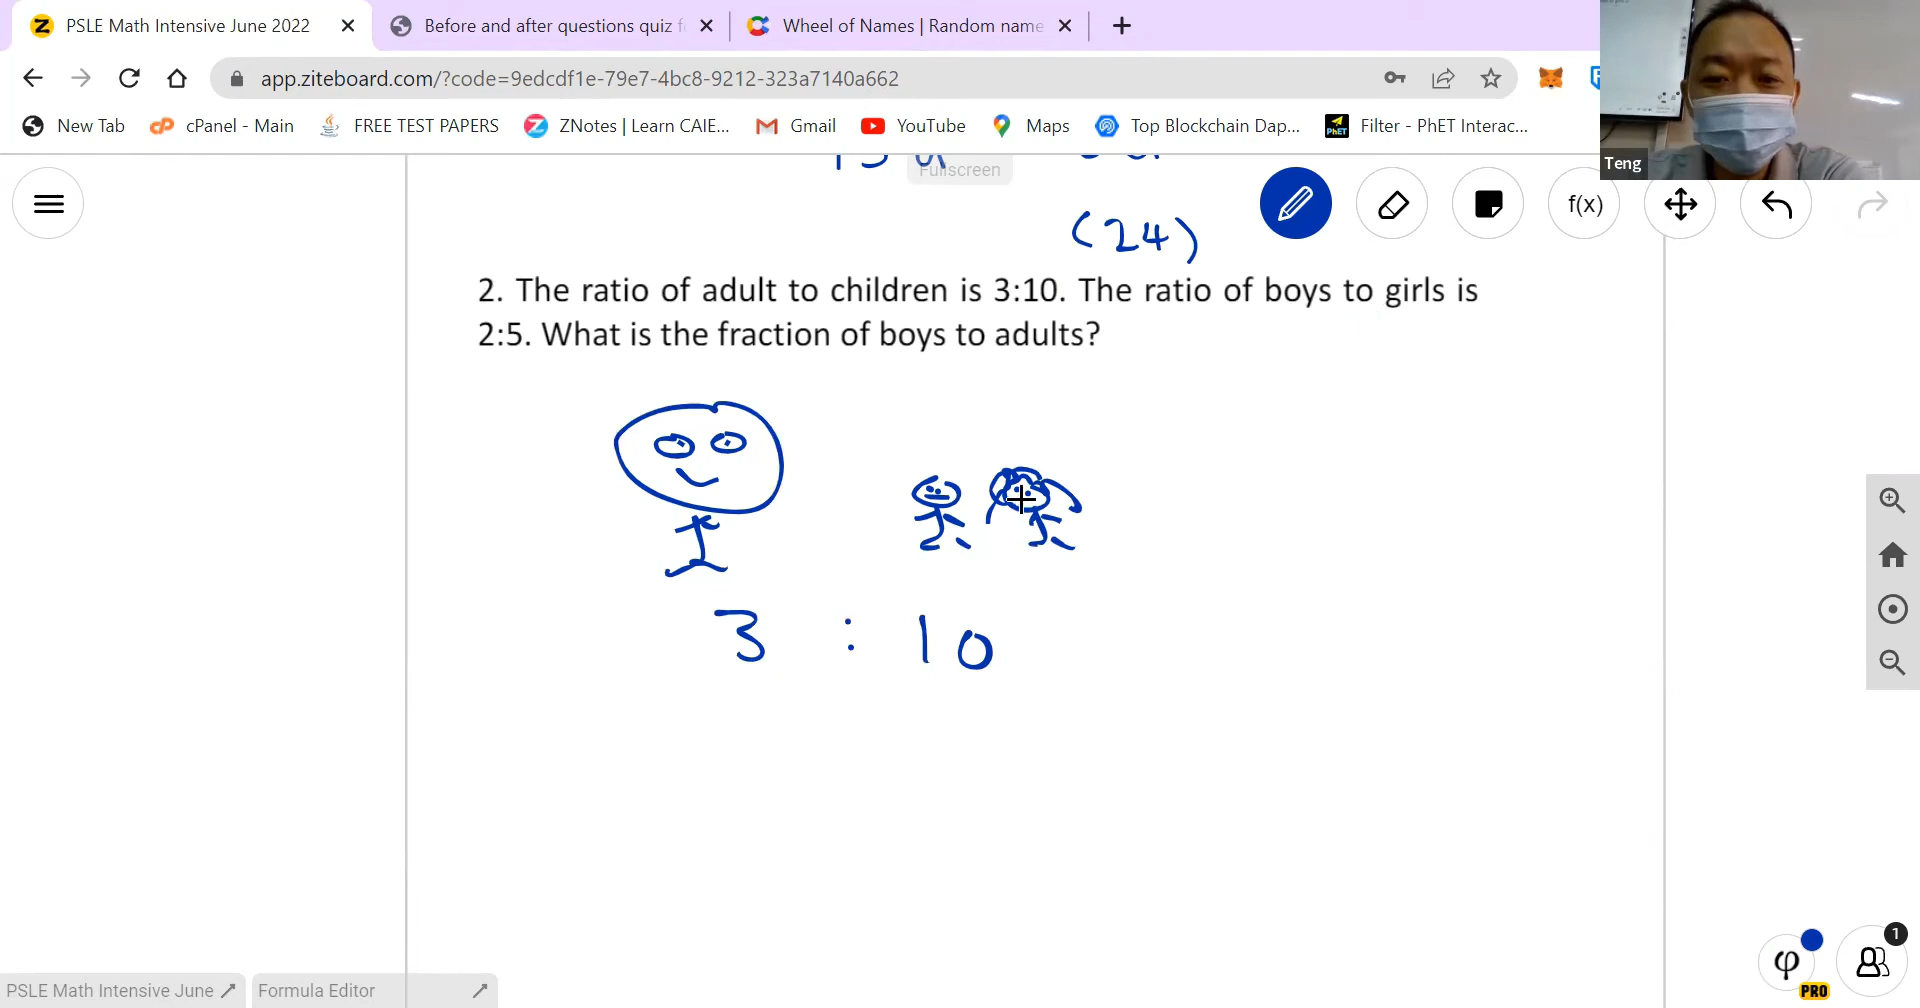 PSLE Math Intensive June 2022
Before and after questions quiz f
Wheel of Names | Random name
app.ziteboard.com/?code=9edcdf1e-79e7-4bc8-9212-323a7140a662
New Tab
cPanel - Main
FREE TEST PAPERS
ZNotes | Learn CAIE...
Gmail
YouTube
Maps
Top Blockchain Dap...
Filter - PhET Interac...
Teng
Fullscreen
f(x)
(24)
2. The ratio of adult to children is 3:10. The ratio of boys to girls is
2:5. What is the fraction of boys to adults?
3 : 10
1
φ
PRO
PSLE Math Intensive June
Formula Editor